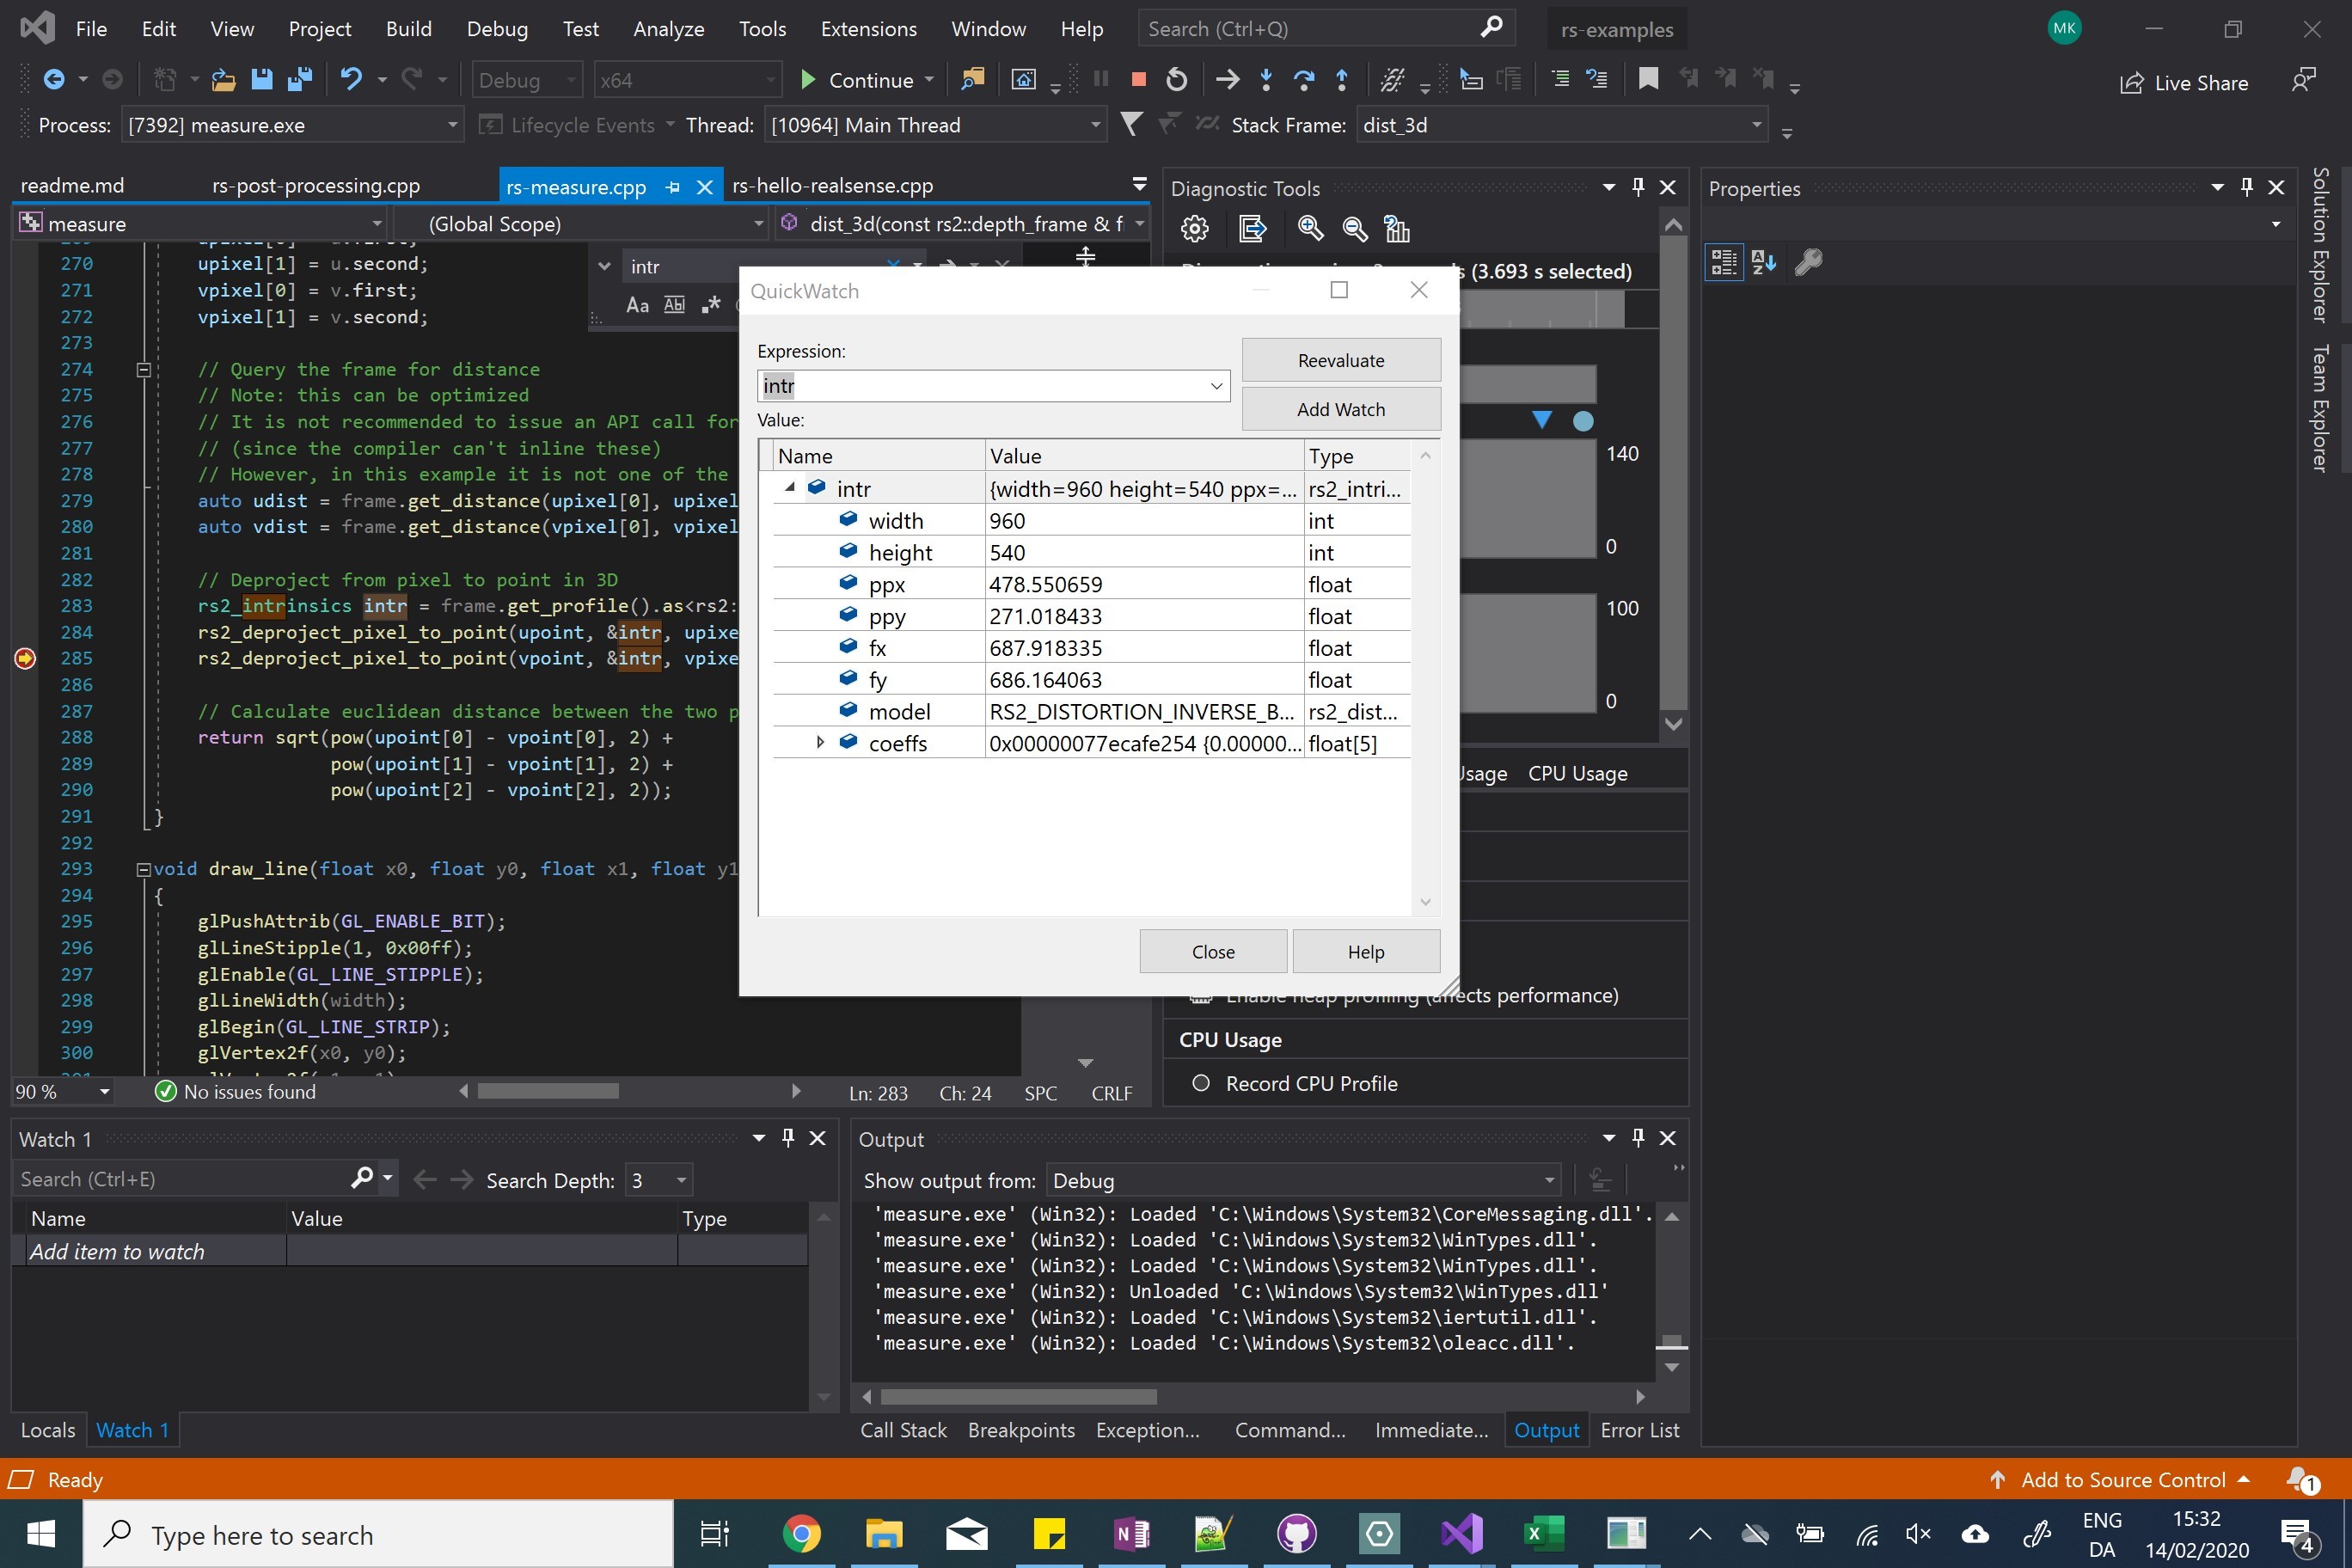 File Edit View Project Build Debug Test Analyze Tools Extensions Window Help Search (Ctrl+Q) rs-examples MK
Debug x64 Continue Live Share
Process: [7392] measure.exe Lifecycle Events Thread: [10964] Main Thread Stack Frame: dist_3d
readme.md rs-post-processing.cpp rs-measure.cpp rs-hello-realsense.cpp
measure (Global Scope) dist_3d(const rs2::depth_frame & f
270 upixel[1] = u.second;
271 vpixel[0] = v.first;
272 vpixel[1] = v.second;
273
274 // Query the frame for distance
275 // Note: this can be optimized
276 // It is not recommended to issue an API call for
277 // (since the compiler can't inline these)
278 // However, in this example it is not one of the
279 auto udist = frame.get_distance(upixel[0], upixel
280 auto vdist = frame.get_distance(vpixel[0], vpixel
281
282 // Deproject from pixel to point in 3D
283 rs2_intrinsics intr = frame.get_profile().as<rs2:
284 rs2_deproject_pixel_to_point(upoint, &intr, upixe
285 rs2_deproject_pixel_to_point(vpoint, &intr, vpixe
286
287 // Calculate euclidean distance between the two p
288 return sqrt(pow(upoint[0] - vpoint[0], 2) +
289 pow(upoint[1] - vpoint[1], 2) +
290 pow(upoint[2] - vpoint[2], 2));
291 }
292
293 void draw_line(float x0, float y0, float x1, float y1
294 {
295 glPushAttrib(GL_ENABLE_BIT);
296 glLineStipple(1, 0x00ff);
297 glEnable(GL_LINE_STIPPLE);
298 glLineWidth(width);
299 glBegin(GL_LINE_STRIP);
300 glVertex2f(x0, y0);
intr
Aa Abl .*
90 % No issues found Ln: 283 Ch: 24 SPC CRLF
QuickWatch
Expression:
intr
Reevaluate
Add Watch
Value:
Name Value Type
intr {width=960 height=540 ppx=... rs2_intri...
width 960 int
height 540 int
ppx 478.550659 float
ppy 271.018433 float
fx 687.918335 float
fy 686.164063 float
model RS2_DISTORTION_INVERSE_B... rs2_dist...
coeffs 0x00000077ecafe254 {0.00000... float[5]
Close Help
Diagnostic Tools
(3.693 s selected)
140
0
100
0
Usage CPU Usage
Enable heap profiling (affects performance)
CPU Usage
Record CPU Profile
Properties
Solution Explorer
Team Explorer
Watch 1
Search (Ctrl+E) Search Depth: 3
Name Value Type
Add item to watch
Locals Watch 1
Output
Show output from: Debug
'measure.exe' (Win32): Loaded 'C:\Windows\System32\CoreMessaging.dll'.
'measure.exe' (Win32): Loaded 'C:\Windows\System32\WinTypes.dll'.
'measure.exe' (Win32): Loaded 'C:\Windows\System32\WinTypes.dll'.
'measure.exe' (Win32): Unloaded 'C:\Windows\System32\WinTypes.dll'
'measure.exe' (Win32): Loaded 'C:\Windows\System32\iertutil.dll'.
'measure.exe' (Win32): Loaded 'C:\Windows\System32\oleacc.dll'.
Call Stack Breakpoints Exception... Command... Immediate... Output Error List
Ready Add to Source Control 1
Type here to search
ENG
DA
15:32
14/02/2020
4